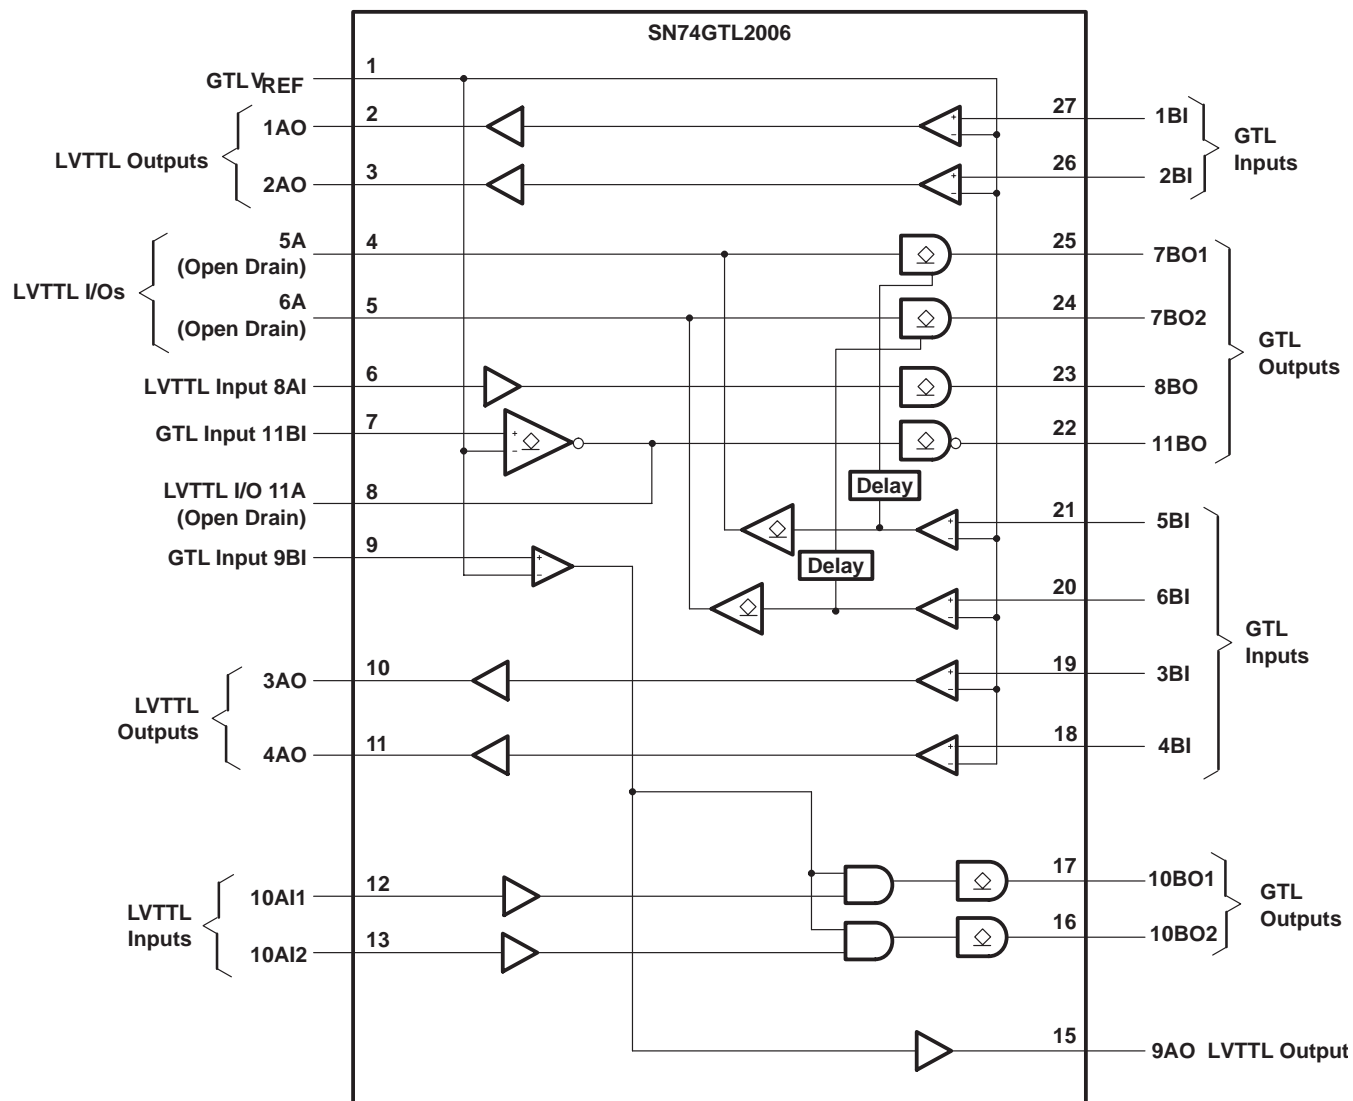 SN74GTL2006
GTLVREF
1
1AO
2
LVTTL Outputs
2AO
3
27
1BI
GTL
Inputs
26
2BI
5A
(Open Drain)
4
LVTTL I/Os
6A
(Open Drain)
5
25
7BO1
24
7BO2
GTL
Outputs
LVTTL Input 8AI
6
23
8BO
GTL Input 11BI
7
22
11BO
LVTTL I/O 11A
(Open Drain)
8
Delay
GTL Input 9BI
9
Delay
21
5BI
20
6BI
GTL
Inputs
19
3BI
18
4BI
3AO
10
LVTTL
Outputs
4AO
11
10AI1
12
LVTTL
Inputs
10AI2
13
17
10BO1
GTL
Outputs
16
10BO2
15
9AO LVTTL Output
+
−
+
−
+
−
+
−
+
−
+
−
+
−
+
−